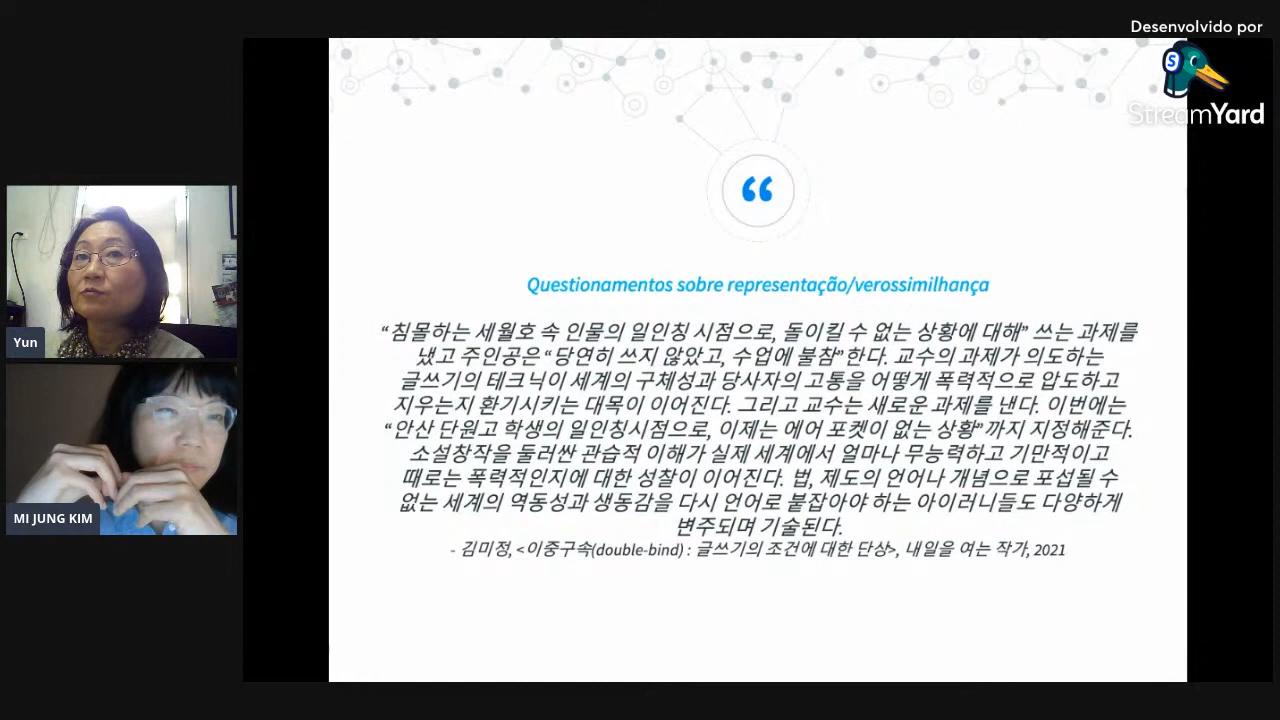 Desenvolvido por
StreamYard
“
Questionamentos sobre representação/verossimilhança
“침몰하는 세월호 속 인물의 일인칭 시점으로, 돌이킬 수 없는 상황에 대해” 쓰는 과제를
냈고 주인공은 “당연히 쓰지 않았고, 수업에 불참”한다. 교수의 과제가 의도하는
글쓰기의 테크닉이 세계의 구체성과 당사자의 고통을 어떻게 폭력적으로 압도하고
지우는지 환기시키는 대목이 이어진다. 그리고 교수는 새로운 과제를 낸다. 이번에는
“안산 단원고 학생의 일인칭시점으로, 이제는 에어 포켓이 없는 상황”까지 지정해준다.
소설창작을 둘러싼 관습적 이해가 실제 세계에서 얼마나 무능력하고 기만적이고
때로는 폭력적인지에 대한 성찰이 이어진다. 법, 제도의 언어나 개념으로 포섭될 수
없는 세계의 역동성과 생동감을 다시 언어로 붙잡아야 하는 아이러니들도 다양하게
변주되며 기술된다.
- 김미정, <이중구속(double-bind) : 글쓰기의 조건에 대한 단상>, 내일을 여는 작가, 2021
Yun
MI JUNG KIM